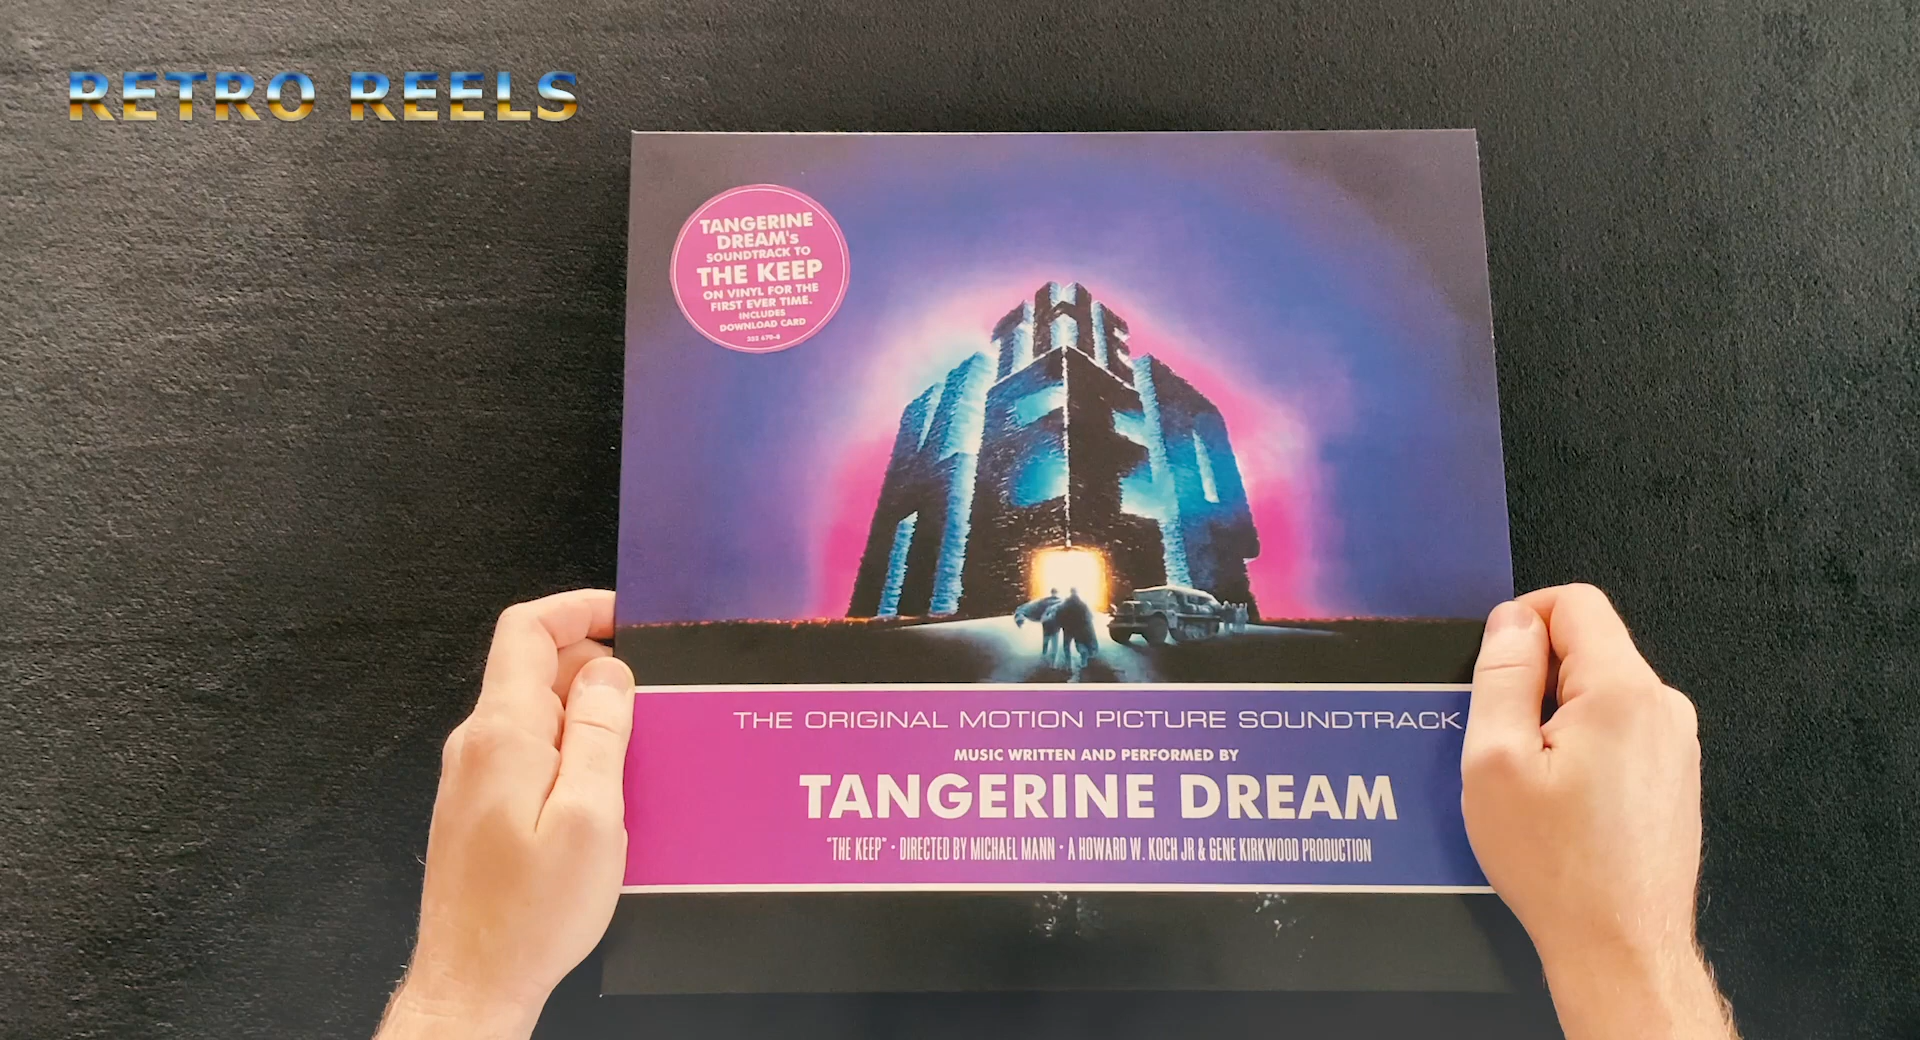 RETRO REELS
TANGERINE
DREAM's
SOUNDTRACK TO
THE KEEP
ON VINYL FOR THE
FIRST EVER TIME.
INCLUDES
DOWNLOAD CARD
THE
KEEP
THE ORIGINAL MOTION PICTURE SOUNDTRACK
MUSIC WRITTEN AND PERFORMED BY
TANGERINE DREAM
"THE KEEP" · DIRECTED BY MICHAEL MANN · A HOWARD W. KOCH JR & GENE KIRKWOOD PRODUCTION